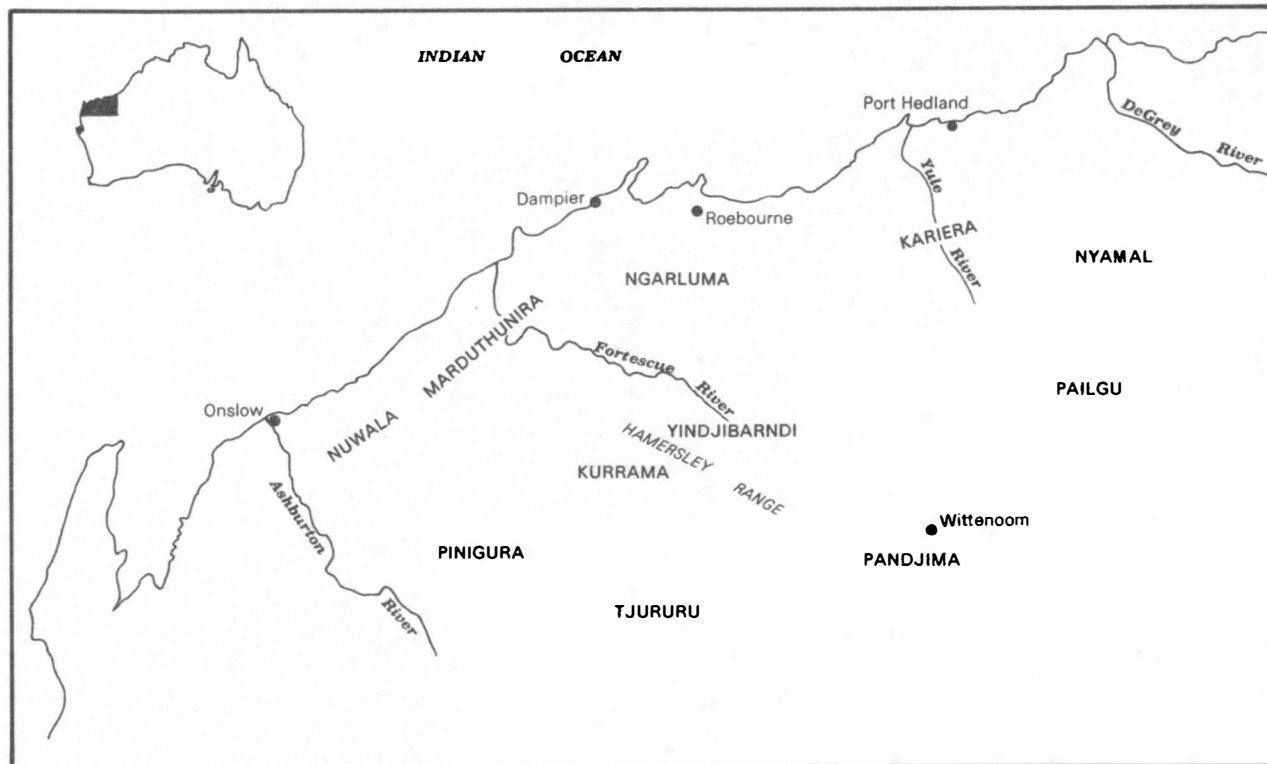 INDIAN OCEAN
Port Hedland
DeGrey River
Yule River
Dampier
Roebourne
KARIERA
NYAMAL
NGARLUMA
MARDUTHUNIRA
Fortescue River
PAILGU
Onslow
NUWALA
YINDJIBARNDI
HAMERSLEY RANGE
KURRAMA
Ashburton River
Wittenoom
PINIGURA
PANDJIMA
TJURURU